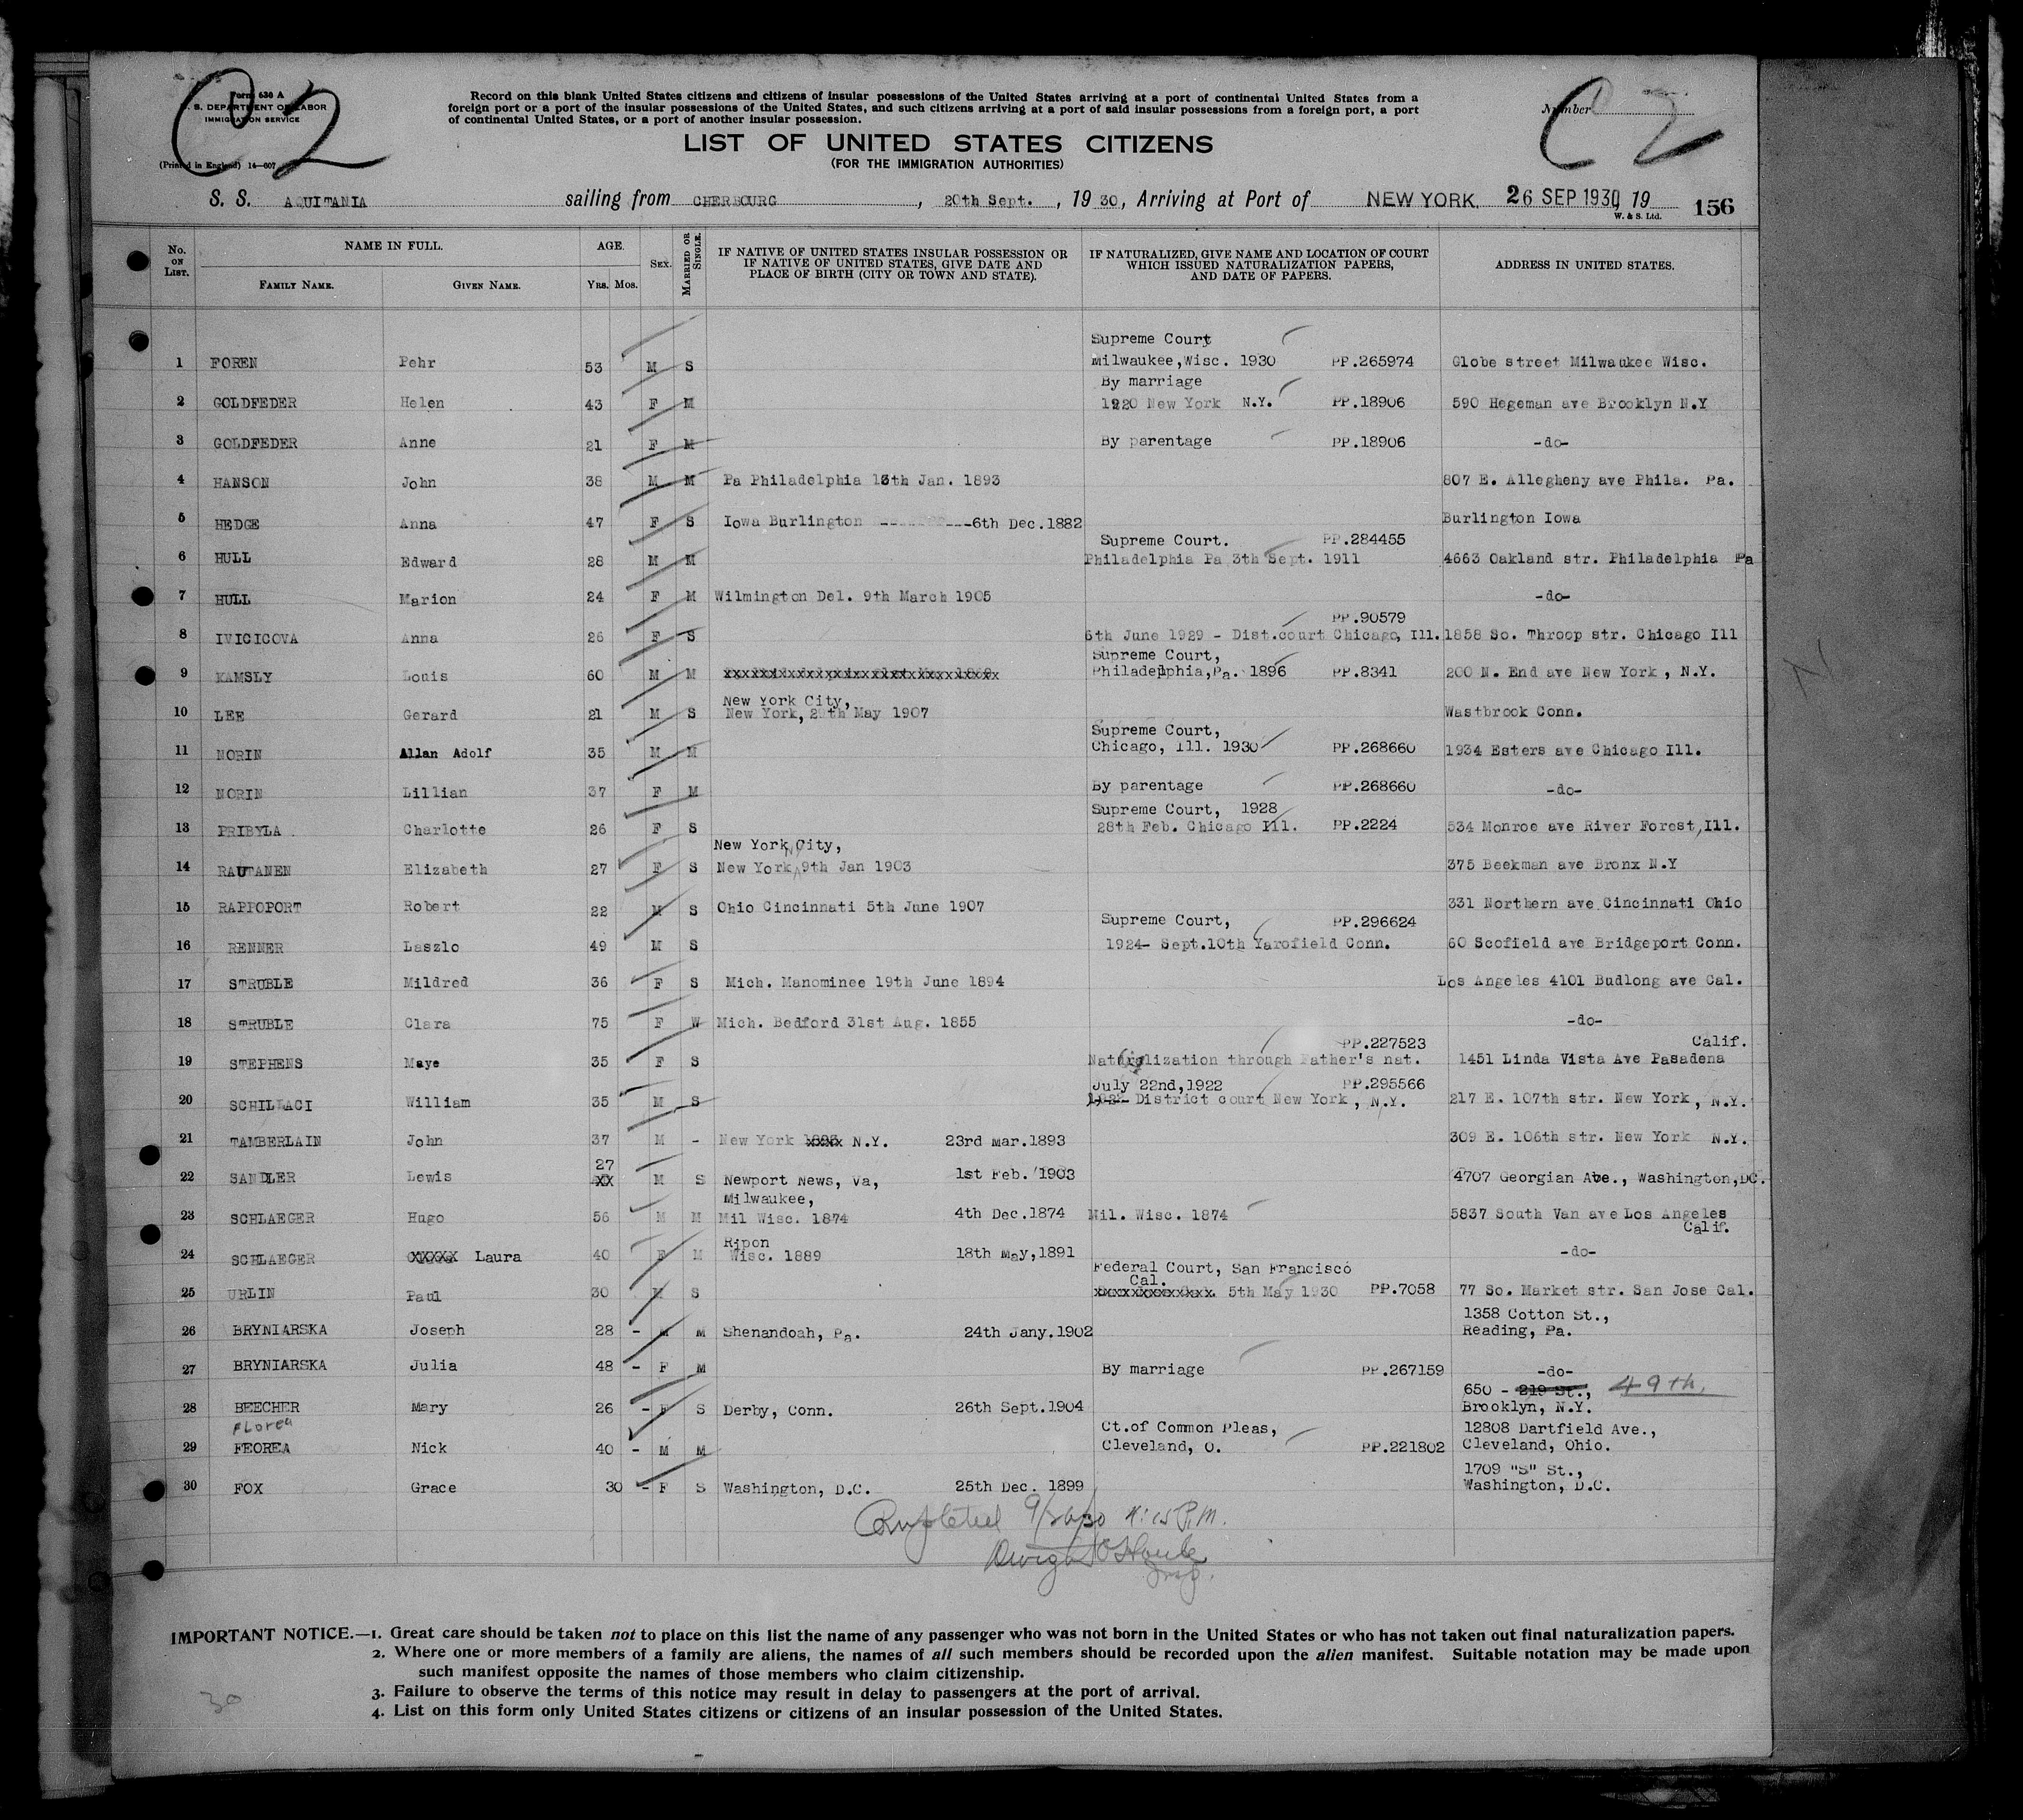 C 2
Form 630 A
U. S. DEPARTMENT OF LABOR
IMMIGRATION SERVICE
(Printed in England) 14—607
Record on this blank United States citizens and citizens of insular possessions of the United States arriving at a port of continental United States from a
foreign port or a port of the insular possessions of the United States, and such citizens arriving at a port of said insular possessions from a foreign port, a port
of continental United States, or a port of another insular possession.
Number
C 2
LIST OF UNITED STATES CITIZENS
(FOR THE IMMIGRATION AUTHORITIES)
S. S. AQUITANIA sailing from CHERBOURG, 20th Sept., 19 30, Arriving at Port of NEW YORK. 26 SEP 1930, 19
W. & S. Ltd.
156
No. ON LIST. NAME IN FULL. FAMILY NAME. GIVEN NAME. AGE. YRS. MOS. SEX. MARRIED OR SINGLE. IF NATIVE OF UNITED STATES INSULAR POSSESSION OR IF NATIVE OF UNITED STATES, GIVE DATE AND PLACE OF BIRTH (CITY OR TOWN AND STATE). IF NATURALIZED, GIVE NAME AND LOCATION OF COURT WHICH ISSUED NATURALIZATION PAPERS, AND DATE OF PAPERS. ADDRESS IN UNITED STATES.
Supreme Court
1 FOREN Pehr 53 M S Milwaukee,Wisc. 1930 PP.265974 Globe street Milwaukee Wisc.
By marriage
2 GOLDFEDER Helen 43 F M 1920 New York N.Y. PP.18906 590 Hegeman ave Brooklyn N.Y
3 GOLDFEDER Anne 21 F M By parentage PP.18906 -do-
4 HANSON John 38 M M Pa Philadelphia 13th Jan. 1893 807 E. Allegheny ave Phila. Pa.
5 HEDGE Anna 47 F S Iowa Burlington ----------6th Dec.1882 Burlington Iowa
Supreme Court. PP.284455
6 HULL Edward 28 M M Philadelphia Pa 3th Sept. 1911 4663 Oakland str. Philadelphia Pa
7 HULL Marion 24 F M Wilmington Del. 9th March 1905 -do-
PP.90579
8 IVICICOVA Anna 26 F S 6th June 1929 - Dist.court Chicago, Ill. 1858 So. Throop str. Chicago Ill
Supreme Court,
9 KAMSLY Louis 60 M M Philadelphia,Pa. 1896 PP.8341 200 N. End ave New York, N.Y.
New York City,
10 LEE Gerard 21 M S New York, 29th May 1907 Wastbrook Conn.
Supreme Court,
11 NORIN Allan Adolf 35 M M Chicago, Ill. 1930 PP.268660 1934 Esters ave Chicago Ill.
12 NORIN Lillian 37 F M By parentage PP.268660 -do-
Supreme Court, 1928
13 PRIBYLA Charlotte 26 F S 28th Feb. Chicago Ill. PP.2224 534 Monroe ave River Forest, Ill.
New York City,
14 RAUTANEN Elizabeth 27 F S New York 9th Jan 1903 375 Beekman ave Bronx N.Y
15 RAPPOPORT Robert 22 M S Ohio Cincinnati 5th June 1907 331 Northern ave Cincinnati Ohio
Supreme Court, PP.296624
16 RENNER Laszlo 49 M S 1924- Sept.10th Yarofield Conn. 60 Scofield ave Bridgeport Conn.
17 STRUBLE Mildred 36 F S Mich. Manominee 19th June 1894 Los Angeles 4101 Budlong ave Cal.
18 STRUBLE Clara 75 F W Mich. Bedford 31st Aug. 1855 -do-
PP.227523 Calif.
19 STEPHENS Maye 35 F S Naturalization through Father's nat. 1451 Linda Vista Ave Pasadena
July 22nd,1922 PP.295566
20 SCHILLACI William 35 M S 1922- District court New York, N.Y. 217 E. 107th str. New York, N.Y.
21 TAMBERLAIN John 37 M - New York xxxx N.Y. 23rd Mar.1893 309 E. 106th str. New York N.Y.
27
22 SANDLER Lewis XX M S Newport News, Va, 1st Feb. 1903 4707 Georgian Ave., Washington,DC.
Milwaukee,
23 SCHLAEGER Hugo 56 M M Mil Wisc. 1874 4th Dec.1874 Mil. Wisc. 1874 5837 South Van ave Los Angeles
Calif.
Ripon
24 SCHLAEGER XXXXX Laura 40 F M Wisc. 1889 18th May,1891 -do-
Federal Court, San Francisco
Cal.
25 URLIN Paul 30 M S xxxxxxxxxxxxxx 5th May 1930 PP.7058 77 So. Market str. San Jose Cal.
1358 Cotton St.,
26 BRYNIARSKA Joseph 28 - M M Shenandoah, Pa. 24th Jany.1902 Reading, Pa.
27 BRYNIARSKA Julia 48 - F M By marriage PP.267159 -do-
650 - 219 St., 49th.
28 BEECHER Mary 26 - F S Derby, Conn. 26th Sept.1904 Brooklyn, N.Y.
Florea
Ct.of Common Pleas, 12808 Dartfield Ave.,
29 FEOREA Nick 40 - M M Cleveland, O. PP.221802 Cleveland, Ohio.
1709 "S" St.,
30 FOX Grace 30 - F S Washington, D.C. 25th Dec. 1899 Washington, D.C.
Completed 9/26/30 4:15 P.M.
Dwight
Insp.
IMPORTANT NOTICE.—1. Great care should be taken not to place on this list the name of any passenger who was not born in the United States or who has not taken out final naturalization papers.
2. Where one or more members of a family are aliens, the names of all such members should be recorded upon the alien manifest. Suitable notation may be made upon
such manifest opposite the names of those members who claim citizenship.
3. Failure to observe the terms of this notice may result in delay to passengers at the port of arrival.
4. List on this form only United States citizens or citizens of an insular possession of the United States.
30